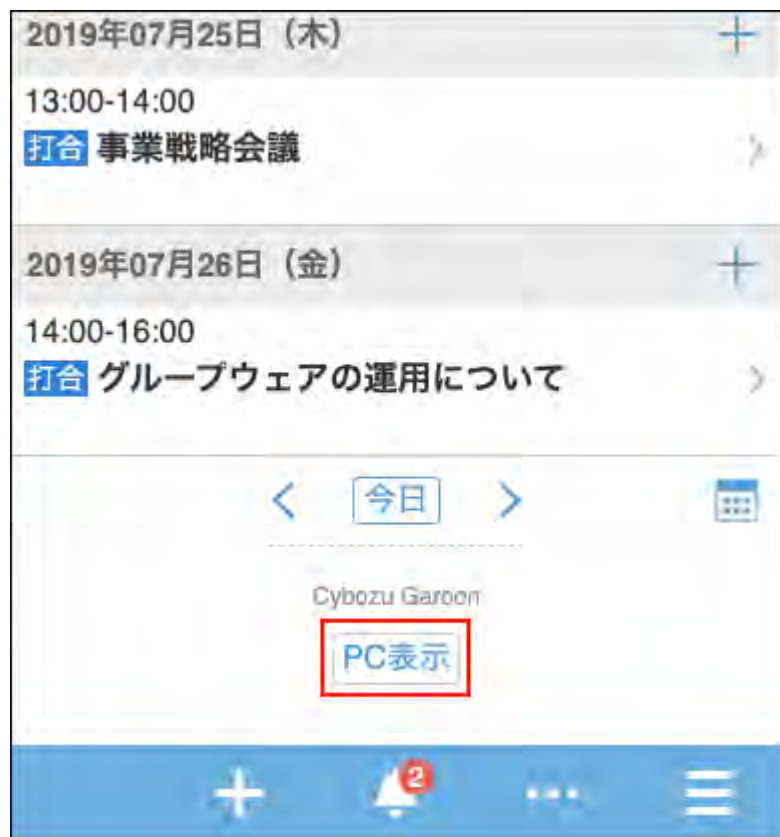 2019年07月25日（木）
13:00-14:00
打合 事業戦略会議
2019年07月26日（金）
14:00-16:00
打合 グループウェアの運用について
今日
Cybozu Garoon
PC表示
2